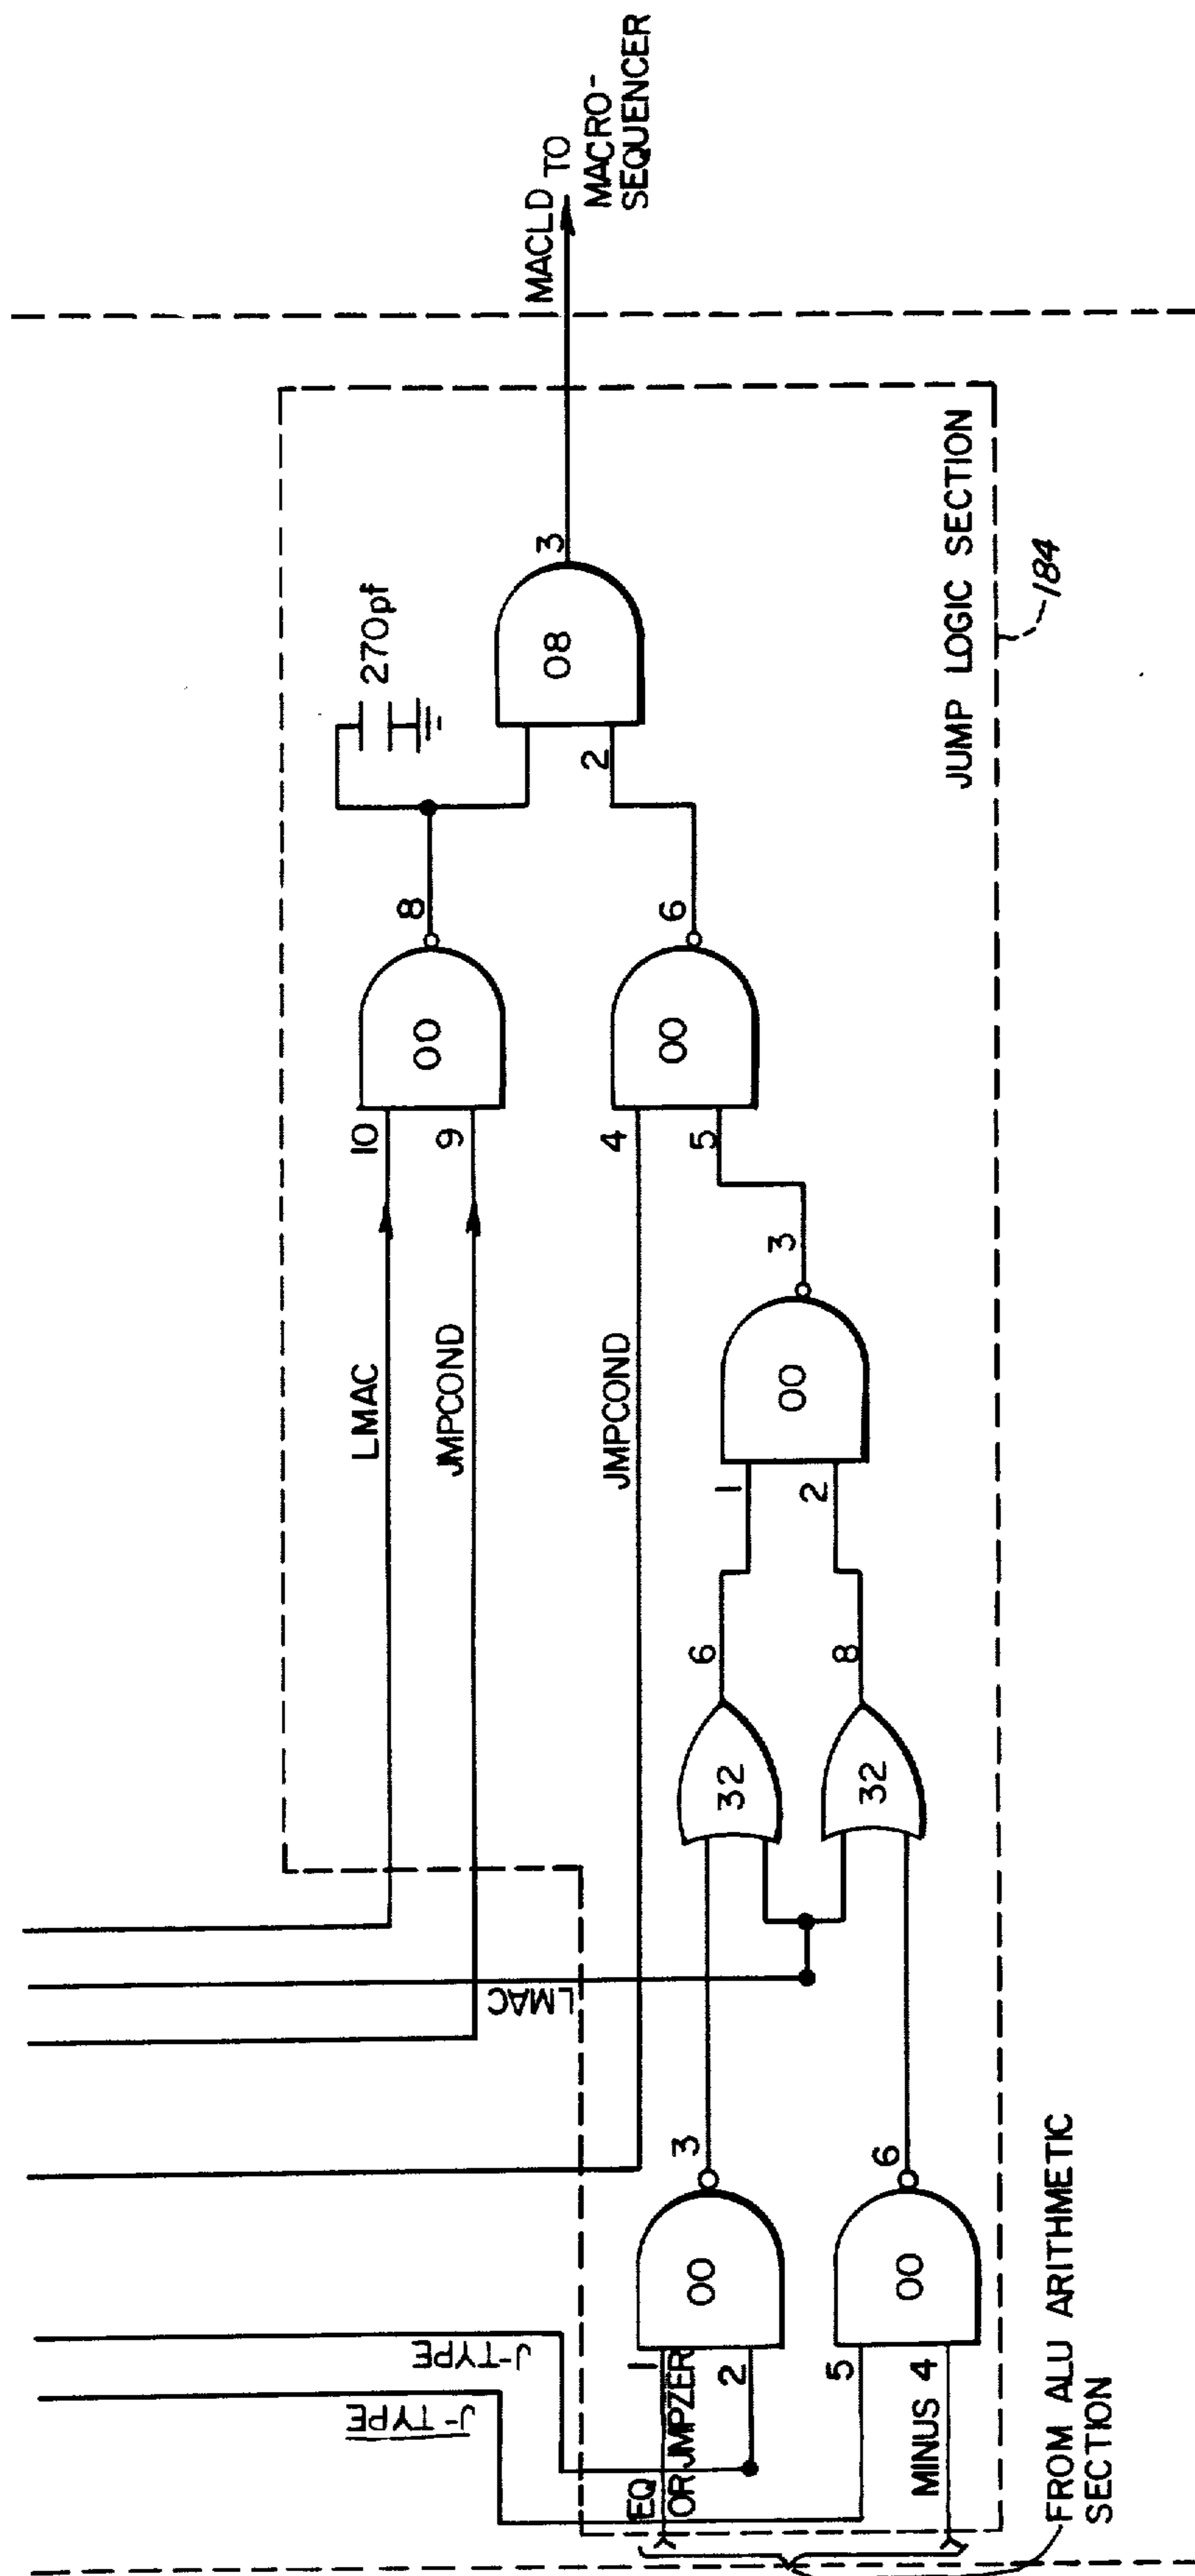 J-TYPE
J-TYPE
LMAC
LMAC
10
JMPCOND
9
00
8
270pf
JMPCOND
4
5
00
6
2
08
3
MACLD TO
MACRO-
SEQUENCER
EQ
OR JMPZER
1
2
00
3
32
6
1
2
00
3
5
MINUS 4
00
6
32
8
JUMP LOGIC SECTION
184
FROM ALU ARITHMETIC
SECTION